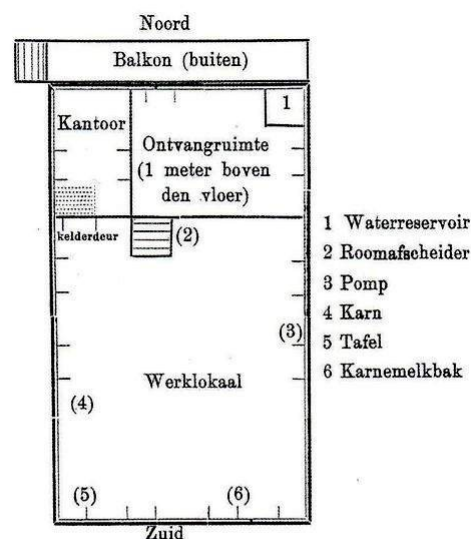 Noord
Balkon (buiten)
1
Kantoor
Ontvangruimte
(1 meter boven
den vloer)
kelderdeur
(2)
1 Waterreservoir
2 Roomafscheider
3 Pomp
4 Karn
5 Tafel
6 Karnemelkbak
(3)
Werklokaal
(4)
(5)
(6)
Zuid